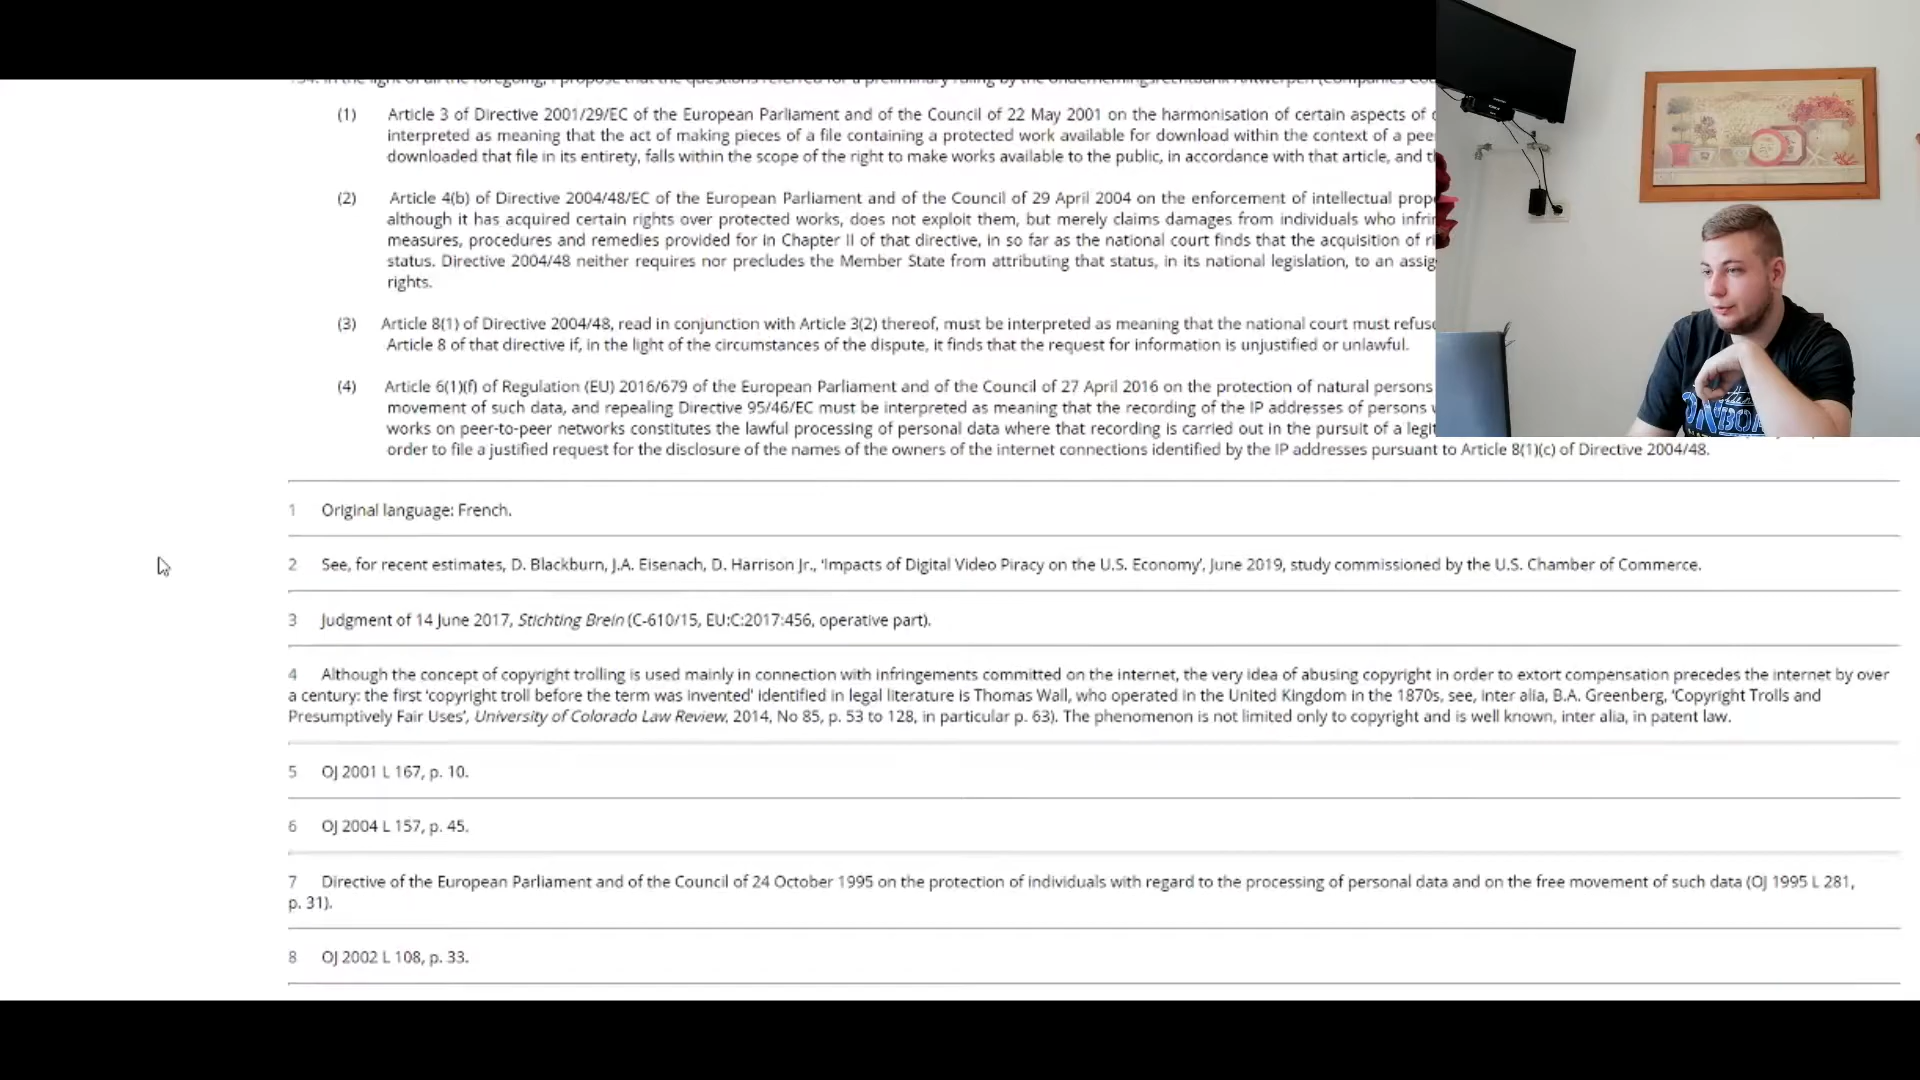 134. In the light of all the foregoing, I propose that the questions referred for a preliminary ruling by the Ondernemingsrechtbank Antwerpen (Companies Cou
(1) Article 3 of Directive 2001/29/EC of the European Parliament and of the Council of 22 May 2001 on the harmonisation of certain aspects of c
interpreted as meaning that the act of making pieces of a file containing a protected work available for download within the context of a pee
downloaded that file in its entirety, falls within the scope of the right to make works available to the public, in accordance with that article, and t
(2) Article 4(b) of Directive 2004/48/EC of the European Parliament and of the Council of 29 April 2004 on the enforcement of intellectual prop
although it has acquired certain rights over protected works, does not exploit them, but merely claims damages from individuals who infrin
measures, procedures and remedies provided for in Chapter II of that directive, in so far as the national court finds that the acquisition of ri
status. Directive 2004/48 neither requires nor precludes the Member State from attributing that status, in its national legislation, to an assig
rights.
(3) Article 8(1) of Directive 2004/48, read in conjunction with Article 3(2) thereof, must be interpreted as meaning that the national court must refuse
Article 8 of that directive if, in the light of the circumstances of the dispute, it finds that the request for information is unjustified or unlawful.
(4) Article 6(1)(f) of Regulation (EU) 2016/679 of the European Parliament and of the Council of 27 April 2016 on the protection of natural persons
movement of such data, and repealing Directive 95/46/EC must be interpreted as meaning that the recording of the IP addresses of persons
works on peer-to-peer networks constitutes the lawful processing of personal data where that recording is carried out in the pursuit of a legit
order to file a justified request for the disclosure of the names of the owners of the internet connections identified by the IP addresses pursuant to Article 8(1)(c) of Directive 2004/48.
1 Original language: French.
2 See, for recent estimates, D. Blackburn, J.A. Eisenach, D. Harrison Jr., ‘Impacts of Digital Video Piracy on the U.S. Economy’, June 2019, study commissioned by the U.S. Chamber of Commerce.
3 Judgment of 14 June 2017, Stichting Brein (C-610/15, EU:C:2017:456, operative part).
4 Although the concept of copyright trolling is used mainly in connection with infringements committed on the internet, the very idea of abusing copyright in order to extort compensation precedes the internet by over
a century: the first ‘copyright troll before the term was invented’ identified in legal literature is Thomas Wall, who operated in the United Kingdom in the 1870s, see, inter alia, B.A. Greenberg, ‘Copyright Trolls and
Presumptively Fair Uses’, University of Colorado Law Review, 2014, No 85, p. 53 to 128, in particular p. 63). The phenomenon is not limited only to copyright and is well known, inter alia, in patent law.
5 OJ 2001 L 167, p. 10.
6 OJ 2004 L 157, p. 45.
7 Directive of the European Parliament and of the Council of 24 October 1995 on the protection of individuals with regard to the processing of personal data and on the free movement of such data (OJ 1995 L 281,
p. 31).
8 OJ 2002 L 108, p. 33.